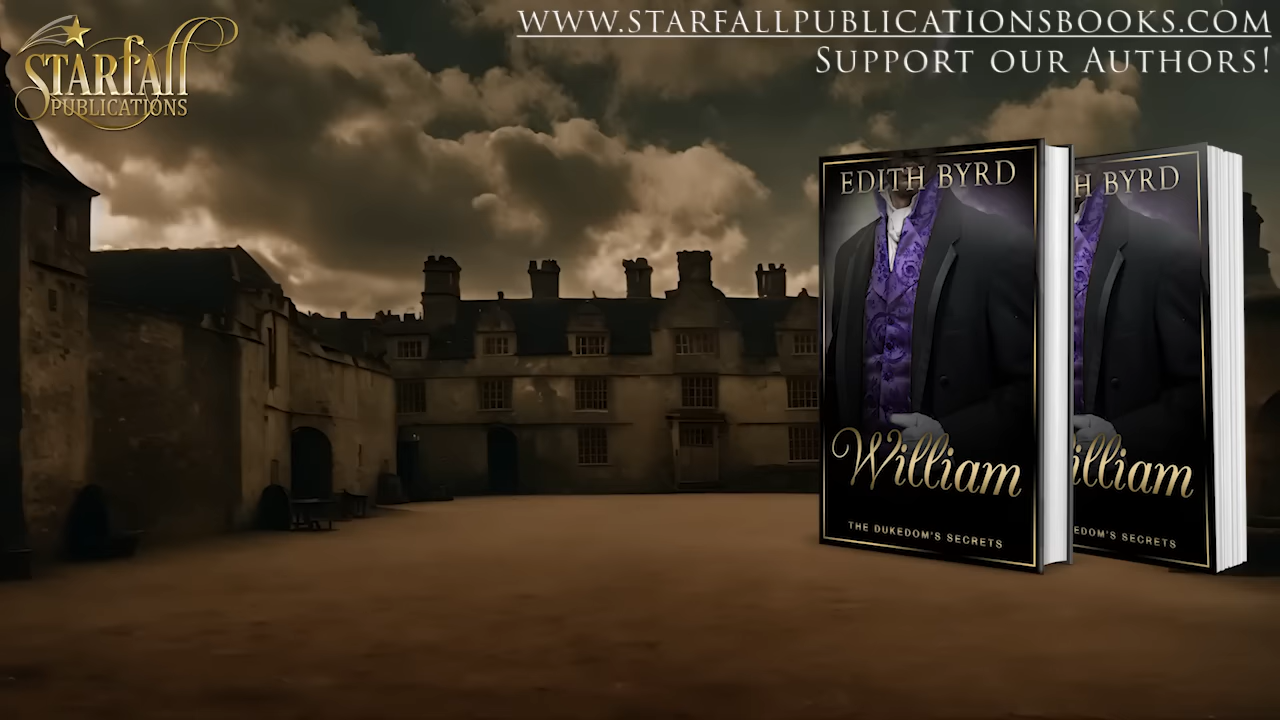 STARfall
PUBLICATIONS
WWW.STARFALLPUBLICATIONSBOOKS.COM
SUPPORT OUR AUTHORS!
EDITH BYRD
William
THE DUKEDOM'S SECRETS
H BYRD
illiam
EDOM'S SECRETS